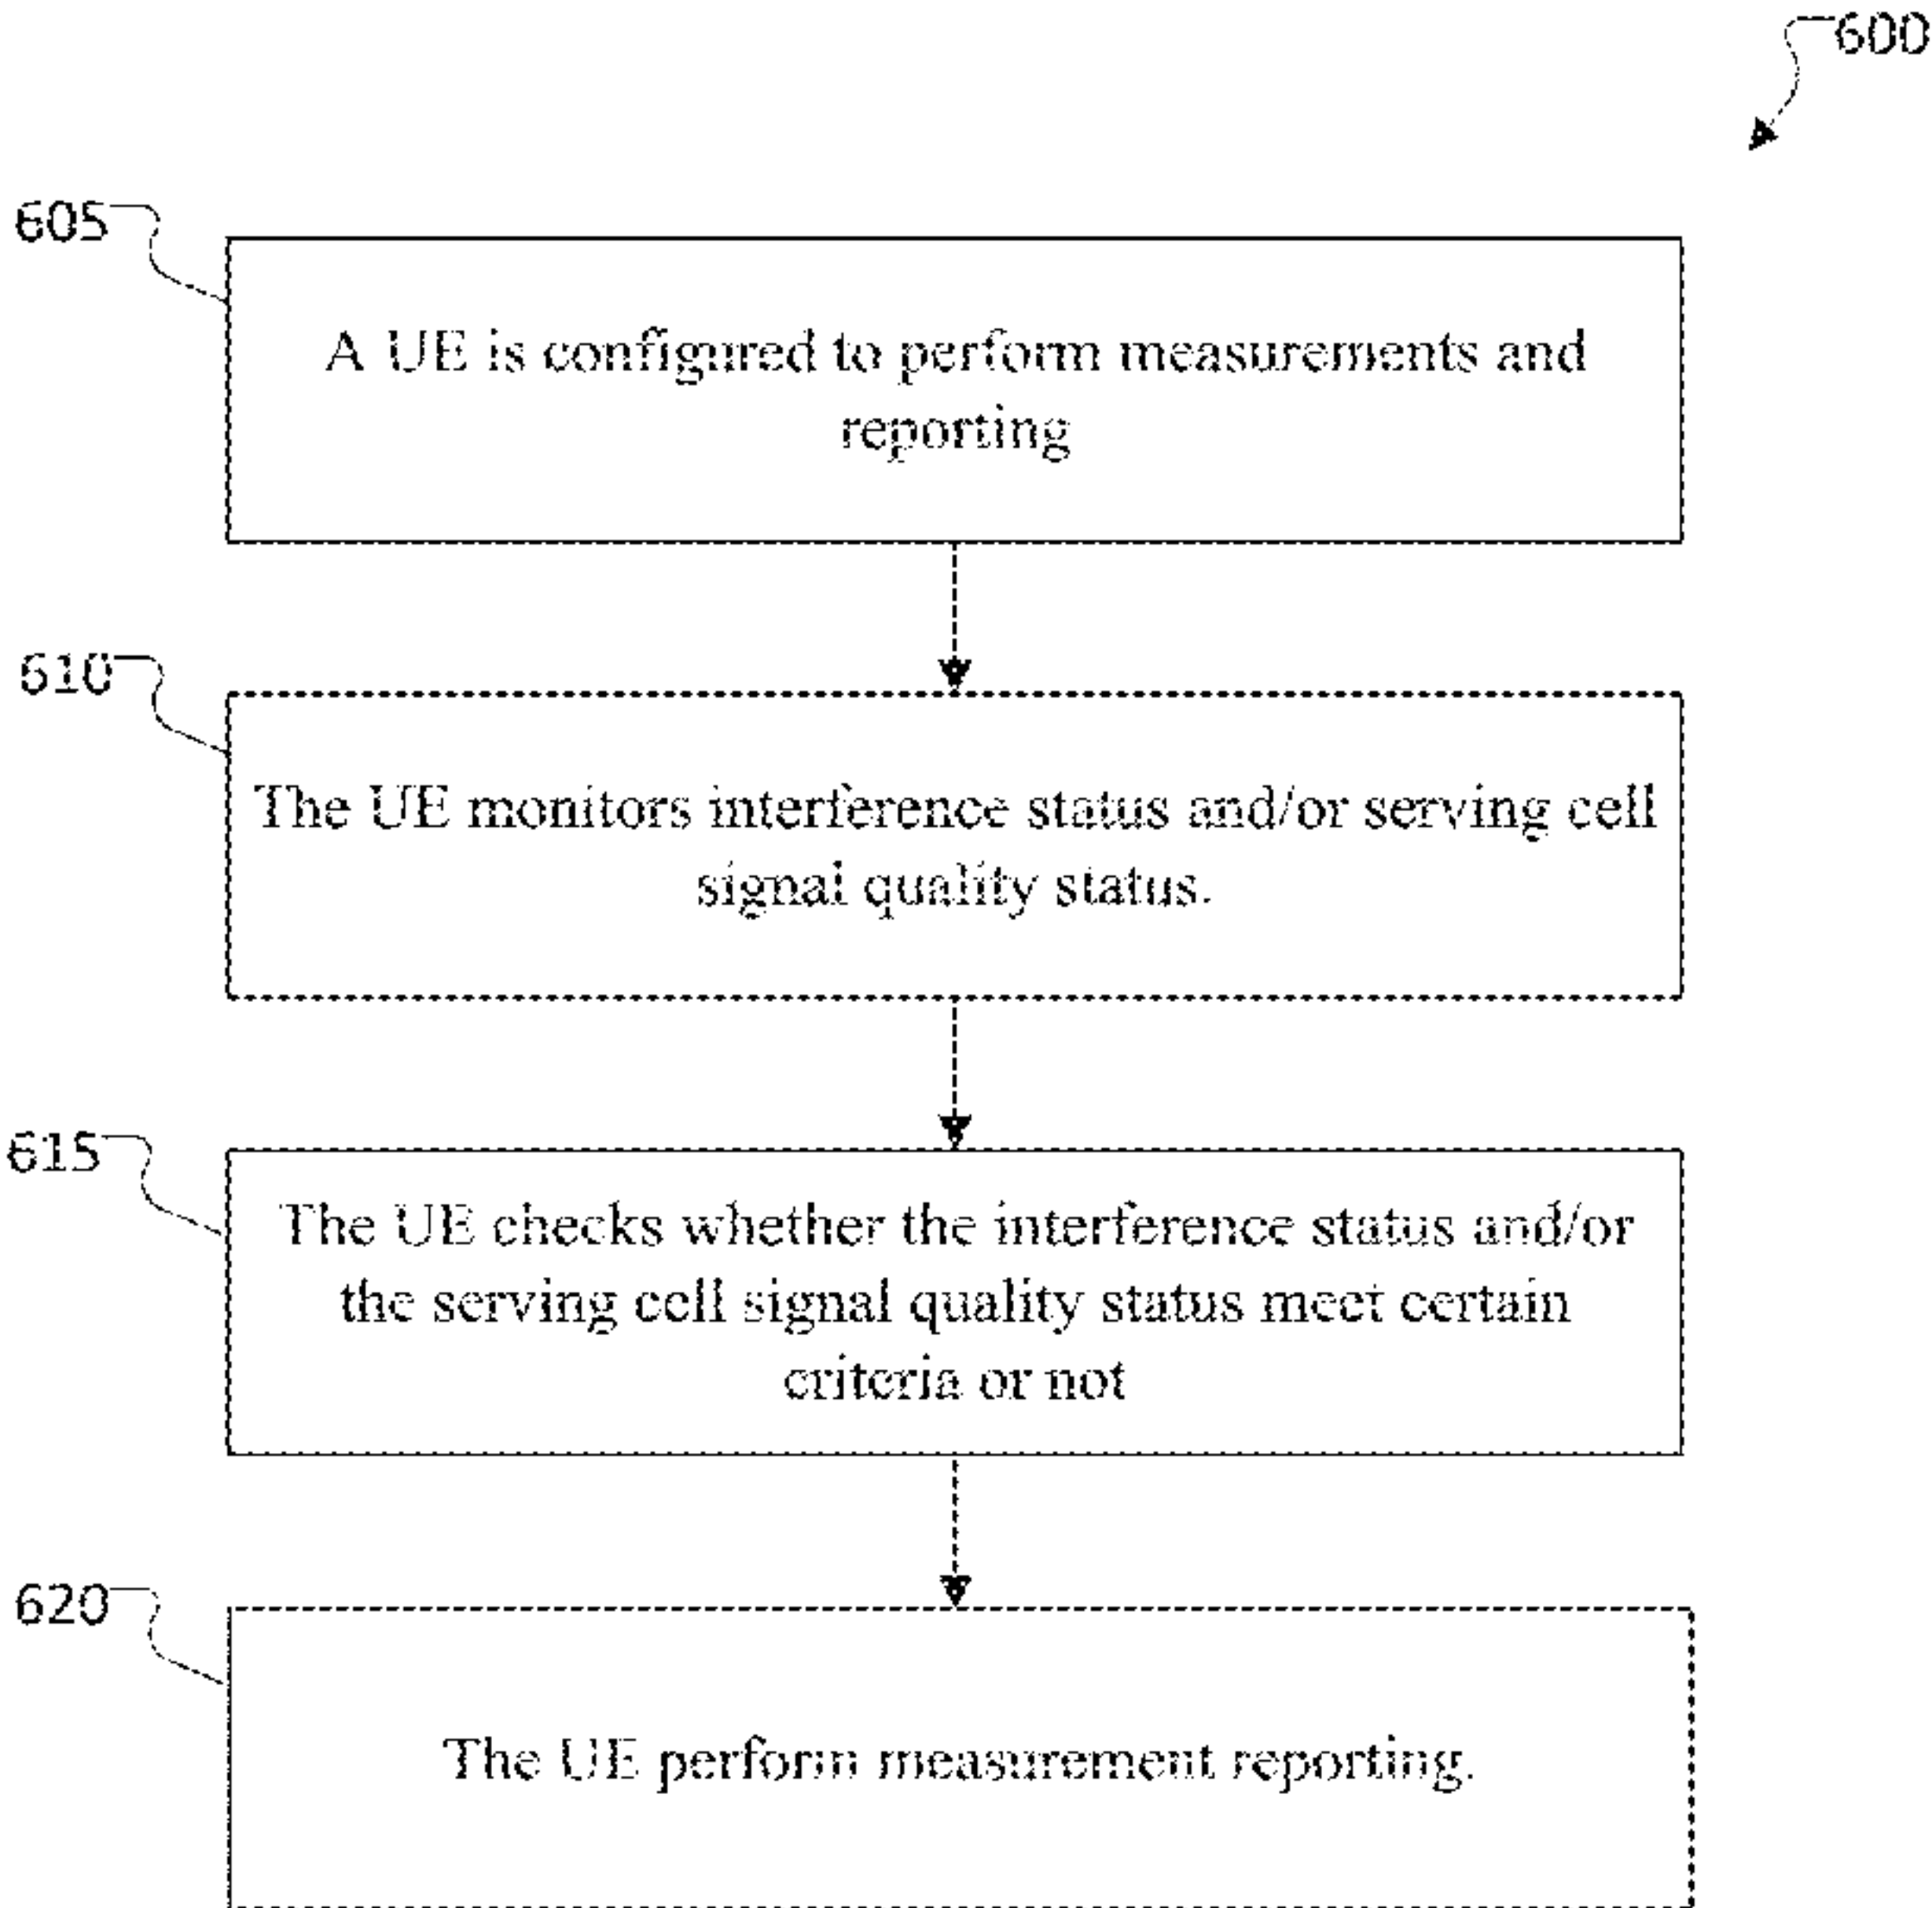 600
605
A UE is configured to perform measurements and
reporting
610
The UE monitors interference status and/or serving cell
signal quality status.
615
The UE checks whether the interference status and/or
the serving cell signal quality status meet certain
criteria or not
620
The UE perform measurement reporting.